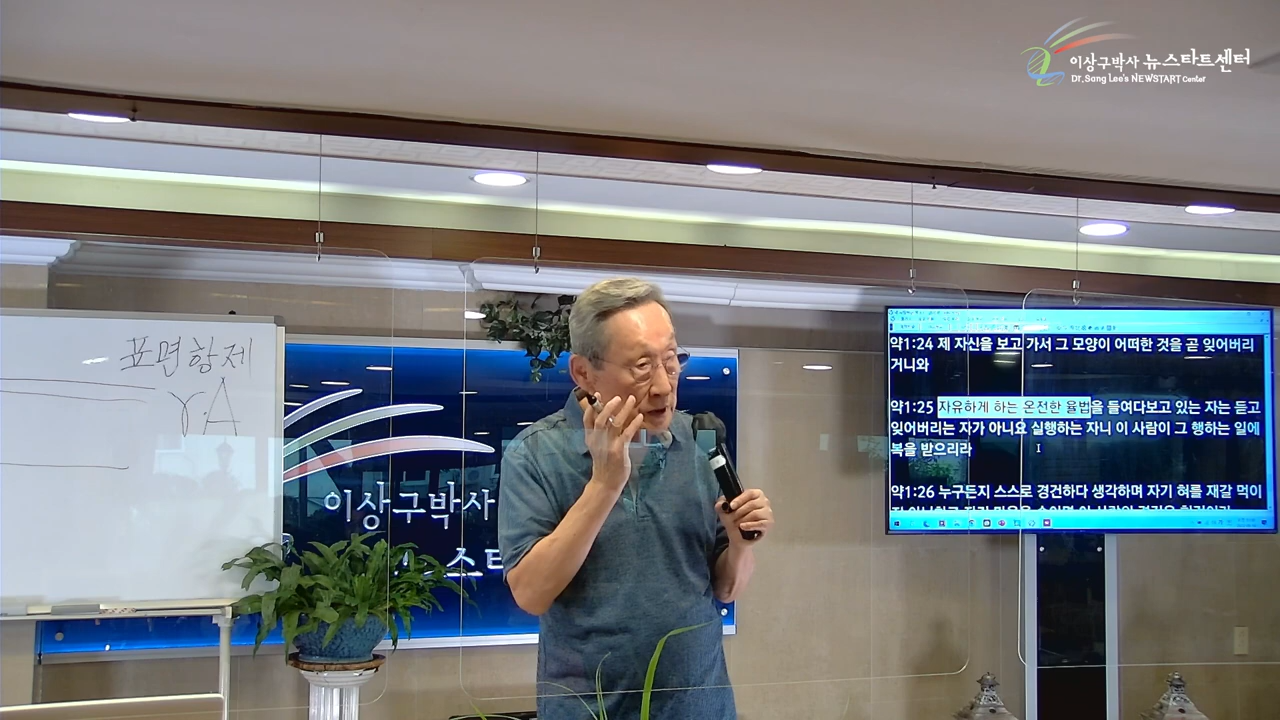 이상구박사 뉴스타트센터
Dr. Sang Lee's NEWSTART Center
표면항제
γ.A
이상구박사
스타
약1:24 제 자신을 보고 가서 그 모양이 어떠한 것을 곧 잊어버리
거니와
약1:25 자유하게 하는 온전한 율법을 들여다보고 있는 자는 듣고
잊어버리는 자가 아니요 실행하는 자니 이 사람이 그 행하는 일에
복을 받으리라
약1:26 누구든지 스스로 경건하다 생각하며 자기 혀를 재갈 먹이